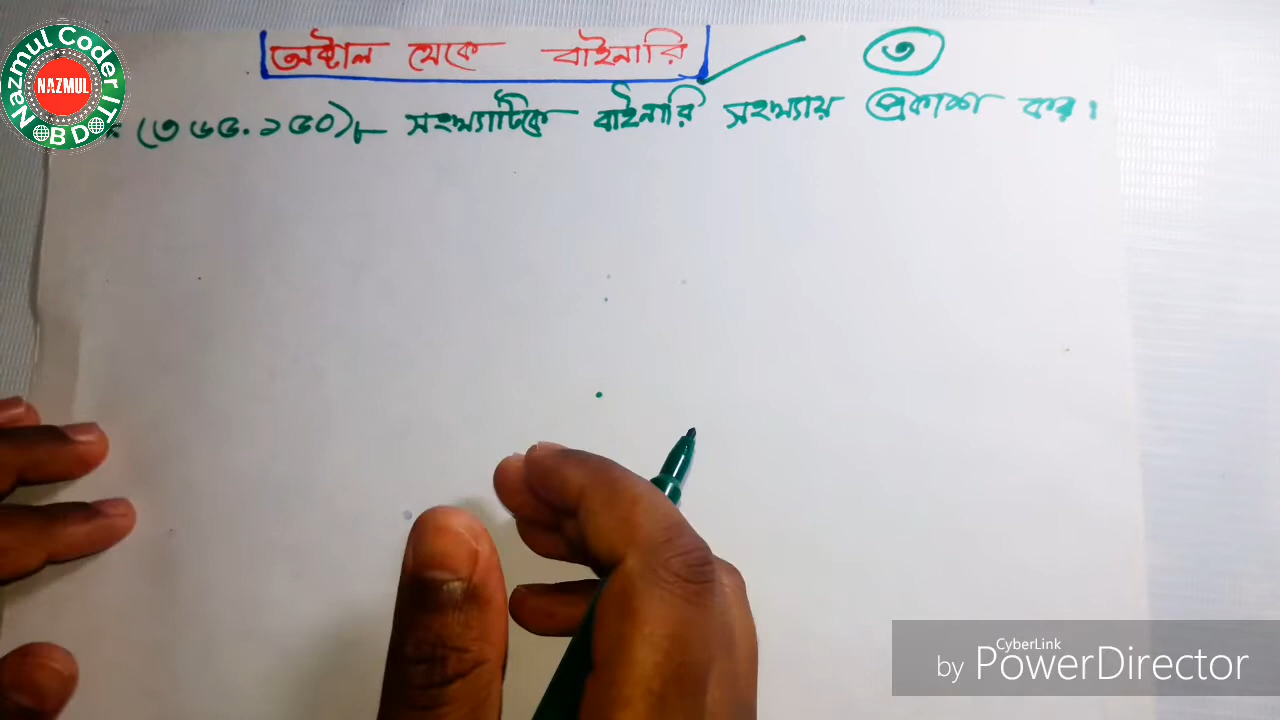 অক্টাল থেকে বাইনারি ৩
(৩৬৫.১৫০)৮ সংখ্যাটিকে বাইনারি সংখ্যায় প্রকাশ কর।
Nazmul Coder IT
NAZMUL
BD
CyberLink
by PowerDirector